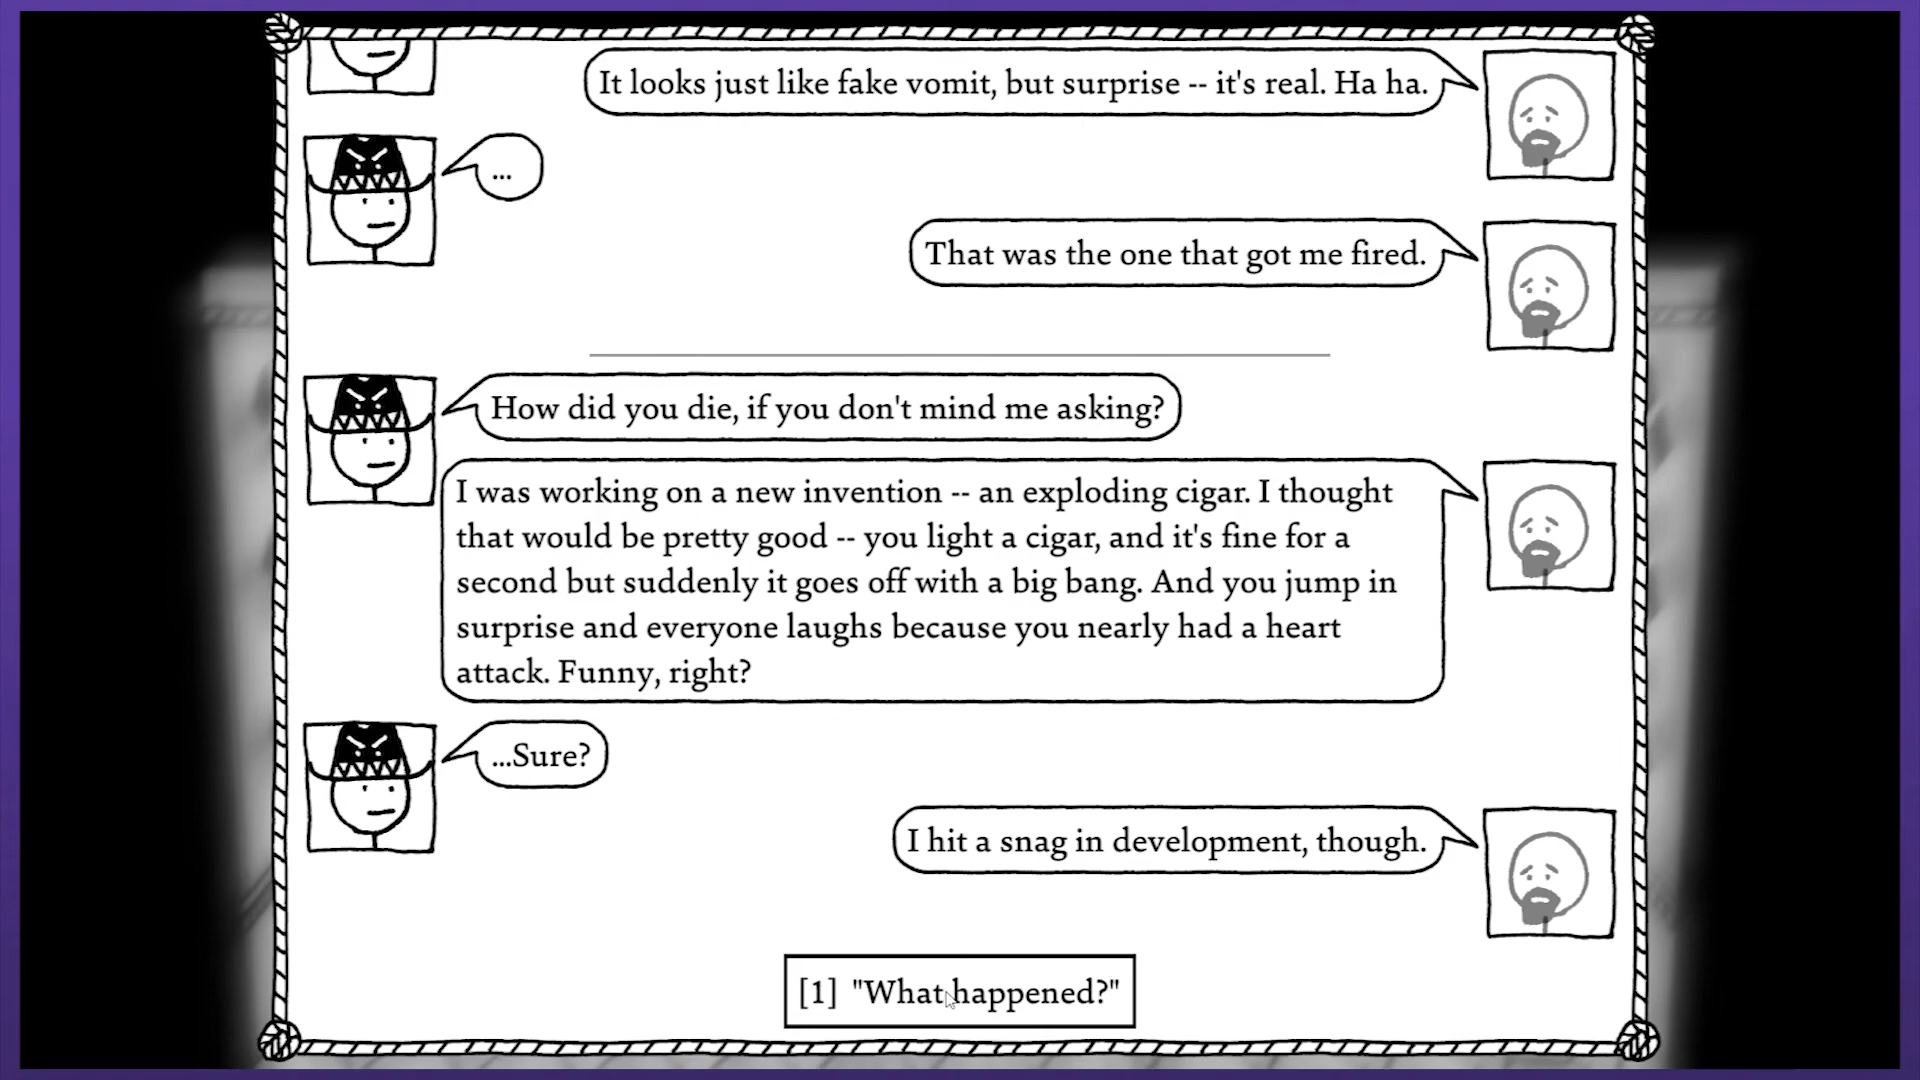 It looks just like fake vomit, but surprise -- it's real. Ha ha.
...
That was the one that got me fired.
How did you die, if you don't mind me asking?
I was working on a new invention -- an exploding cigar. I thought
that would be pretty good -- you light a cigar, and it's fine for a
second but suddenly it goes off with a big bang. And you jump in
surprise and everyone laughs because you nearly had a heart
attack. Funny, right?
...Sure?
I hit a snag in development, though.
[1] "What happened?"